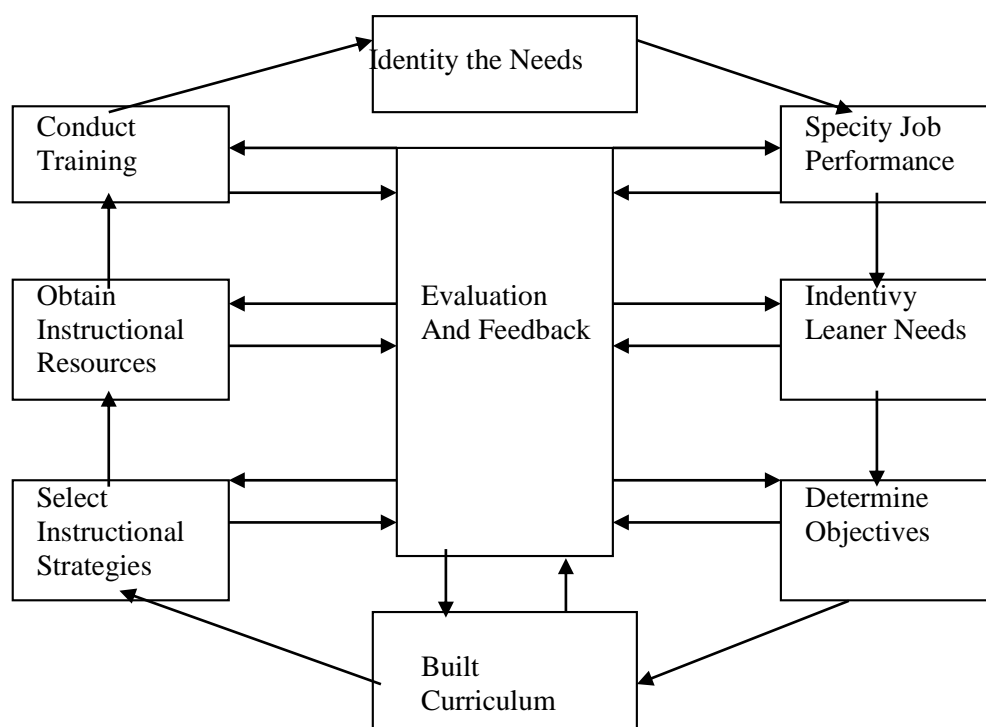 Identity the Needs
Conduct
Training
Specity Job
Performance
Obtain
Instructional
Resources
Evaluation
And Feedback
Indentivy
Leaner Needs
Select
Instructional
Strategies
Determine
Objectives
Built
Curriculum